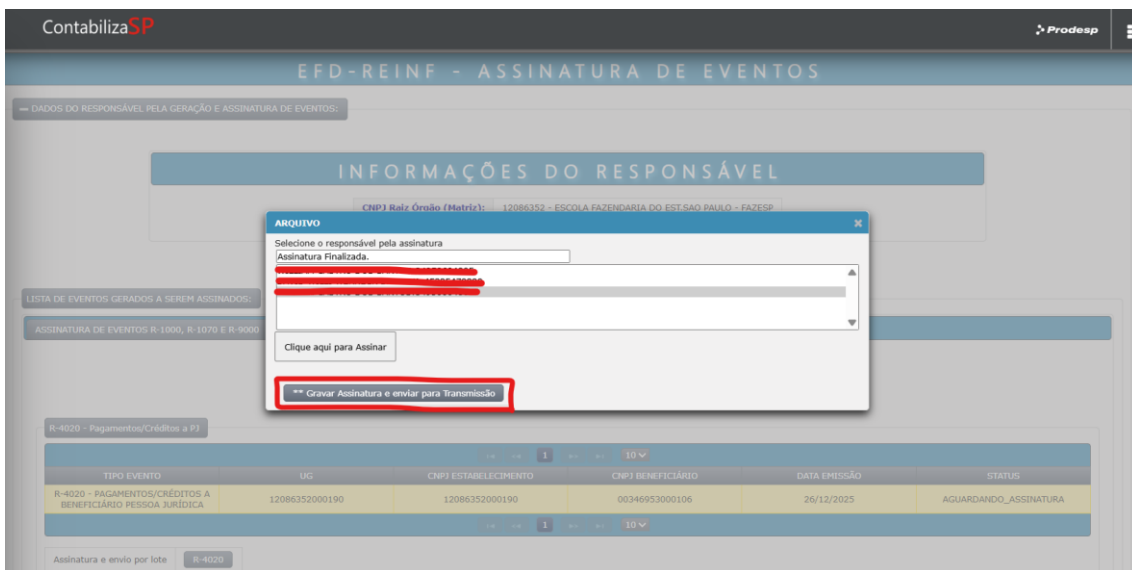 ContabilizaSP
Prodesp
EFD-REINF - ASSINATURA DE EVENTOS
DADOS DO RESPONSÁVEL PELA GERAÇÃO E ASSINATURA DE EVENTOS:
INFORMAÇÕES DO RESPONSÁVEL
CNPJ Raiz Órgão (Matriz): 12086352 - ESCOLA FAZENDARIA DO EST.SAO PAULO - FAZESP
ARQUIVO
Selecione o responsável pela assinatura
Assinatura Finalizada.
LISTA DE EVENTOS GERADOS A SEREM ASSINADOS:
ASSINATURA DE EVENTOS R-1000, R-1070 E R-9000
Clique aqui para Assinar
** Gravar Assinatura e enviar para Transmissão
R-4020 - Pagamentos/Créditos a PJ
1 10
TIPO EVENTO UG CNPJ ESTABELECIMENTO CNPJ BENEFICIÁRIO DATA EMISSÃO STATUS
R-4020 - PAGAMENTOS/CRÉDITOS A
BENEFICIÁRIO PESSOA JURÍDICA 12086352000190 12086352000190 00346953000106 26/12/2025 AGUARDANDO_ASSINATURA
1 10
Assinatura e envio por lote R-4020